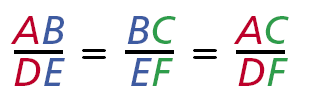 AB/DE = BC/EF = AC/DF